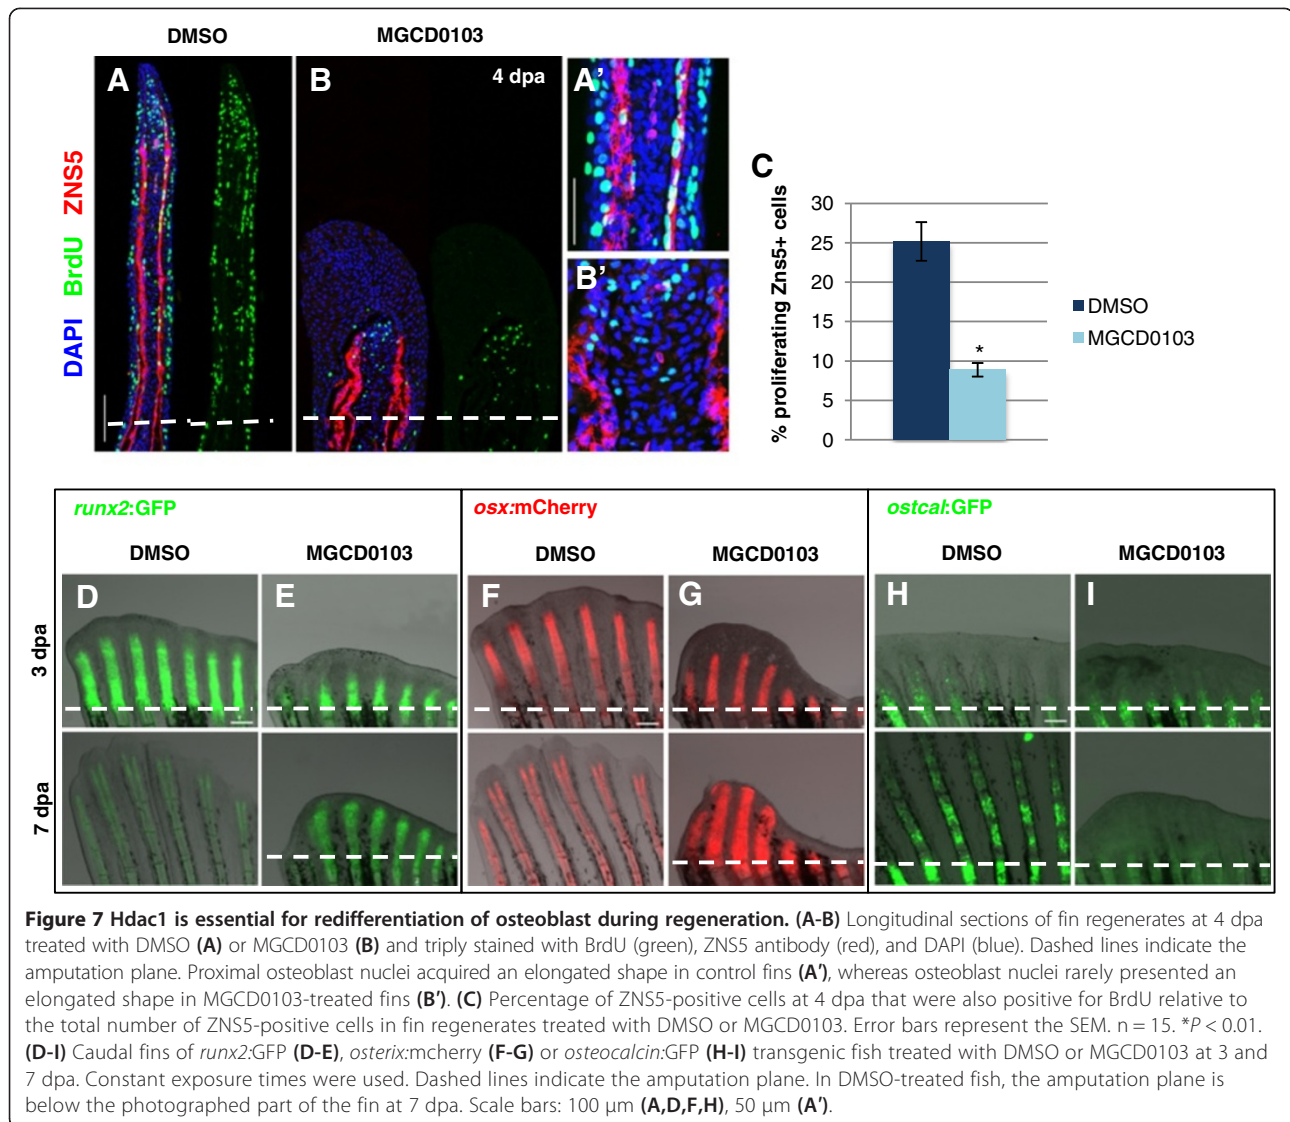 DMSO MGCD0103
A B 4 dpa A’
B’
DAPI BrdU ZNS5
C
% proliferating Zns5+ cells
30
25
20
15
10
5
0
*
DMSO
MGCD0103
runx2:GFP osx:mCherry ostcal:GFP
DMSO MGCD0103 DMSO MGCD0103 DMSO MGCD0103
D E F G H I
3 dpa
7 dpa
Figure 7 Hdac1 is essential for redifferentiation of osteoblast during regeneration. (A-B) Longitudinal sections of fin regenerates at 4 dpa
treated with DMSO (A) or MGCD0103 (B) and triply stained with BrdU (green), ZNS5 antibody (red), and DAPI (blue). Dashed lines indicate the
amputation plane. Proximal osteoblast nuclei acquired an elongated shape in control fins (A’), whereas osteoblast nuclei rarely presented an
elongated shape in MGCD0103-treated fins (B’). (C) Percentage of ZNS5-positive cells at 4 dpa that were also positive for BrdU relative to
the total number of ZNS5-positive cells in fin regenerates treated with DMSO or MGCD0103. Error bars represent the SEM. n = 15. *P < 0.01.
(D-I) Caudal fins of runx2:GFP (D-E), osterix:mcherry (F-G) or osteocalcin:GFP (H-I) transgenic fish treated with DMSO or MGCD0103 at 3 and
7 dpa. Constant exposure times were used. Dashed lines indicate the amputation plane. In DMSO-treated fish, the amputation plane is
below the photographed part of the fin at 7 dpa. Scale bars: 100 μm (A,D,F,H), 50 μm (A’).